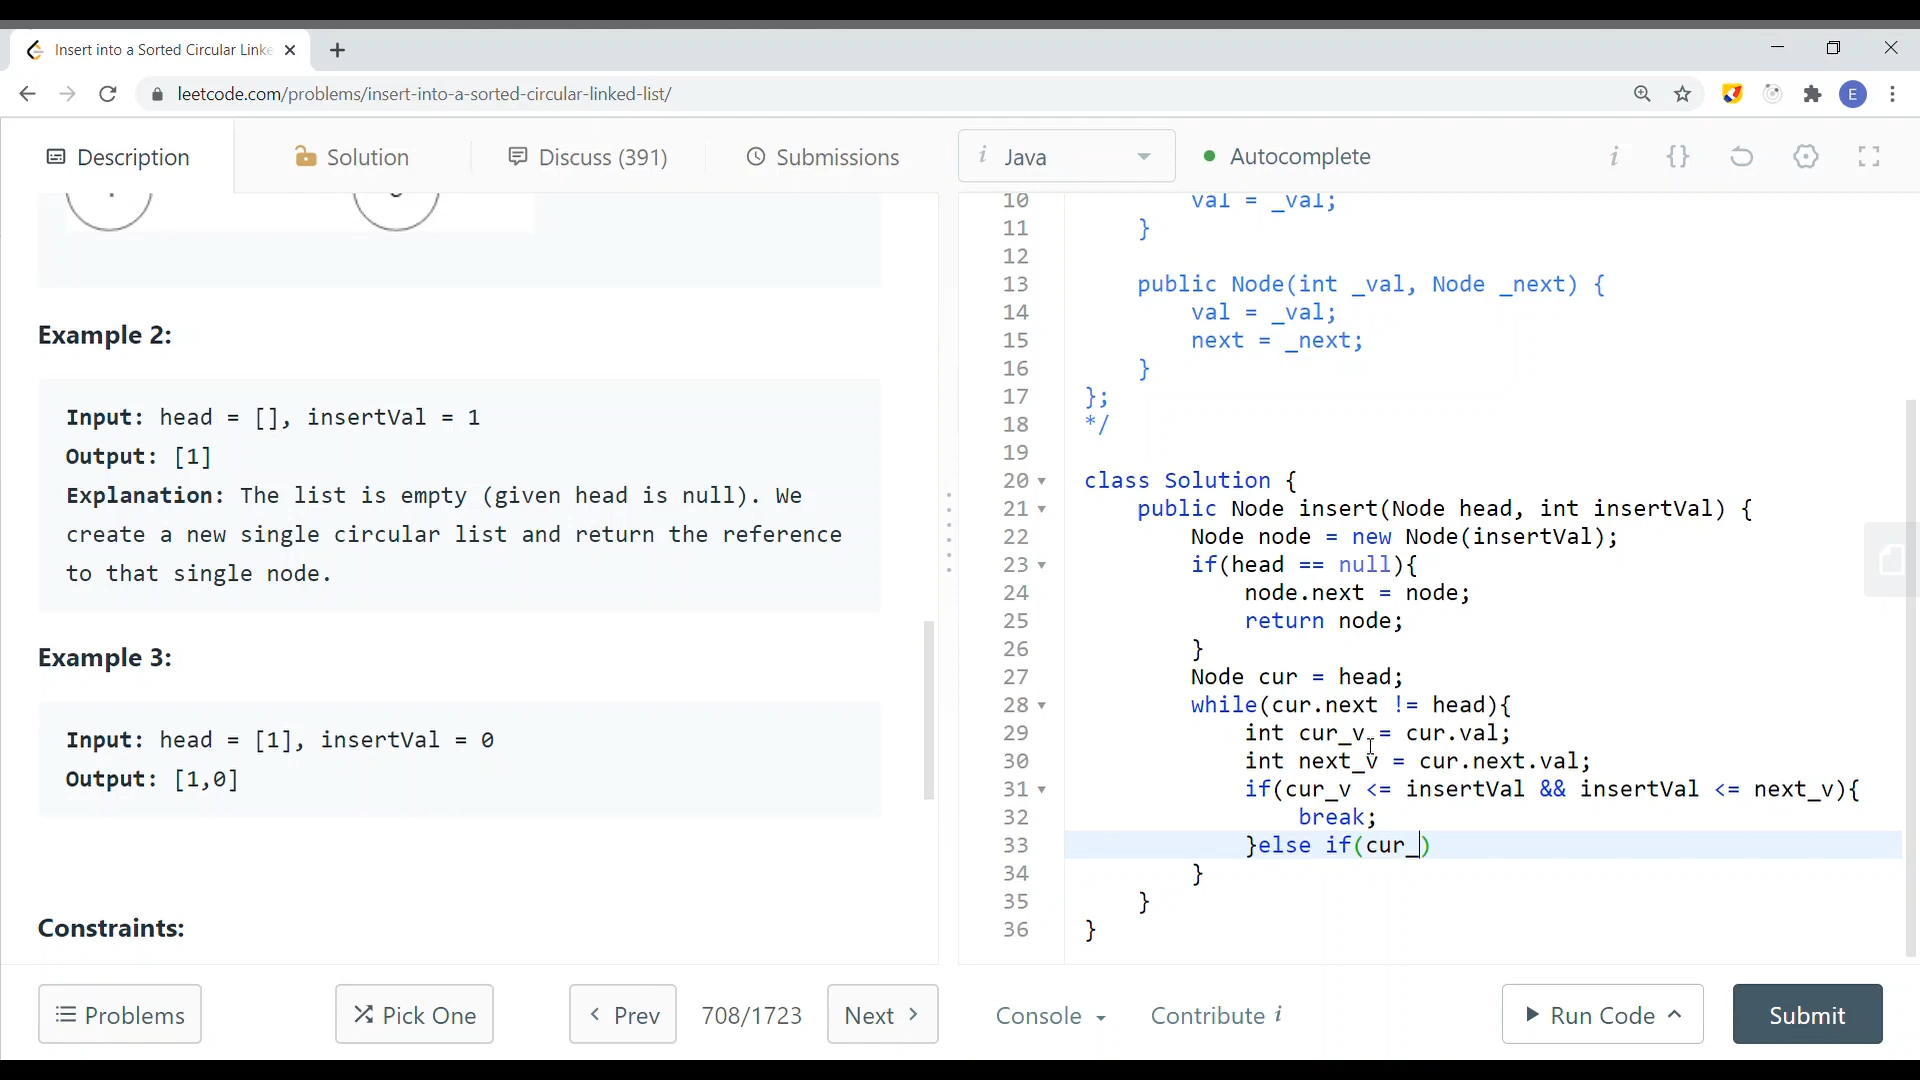 Insert into a Sorted Circular Linke
leetcode.com/problems/insert-into-a-sorted-circular-linked-list/
E
Description
Solution
Discuss (391)
Submissions
i Java
Autocomplete
i {}
Example 2:
Input: head = [], insertVal = 1
Output: [1]
Explanation: The list is empty (given head is null). We
create a new single circular list and return the reference
to that single node.
Example 3:
Input: head = [1], insertVal = 0
Output: [1,0]
Constraints:
10 val = _val;
11 }
12
13 public Node(int _val, Node _next) {
14 val = _val;
15 next = _next;
16 }
17 };
18 */
19
20 class Solution {
21 public Node insert(Node head, int insertVal) {
22 Node node = new Node(insertVal);
23 if(head == null){
24 node.next = node;
25 return node;
26 }
27 Node cur = head;
28 while(cur.next != head){
29 int cur_v = cur.val;
30 int next_v = cur.next.val;
31 if(cur_v <= insertVal && insertVal <= next_v){
32 break;
33 }else if(cur_)
34 }
35 }
36 }
Problems
Pick One
< Prev
708/1723
Next >
Console
Contribute i
Run Code
Submit